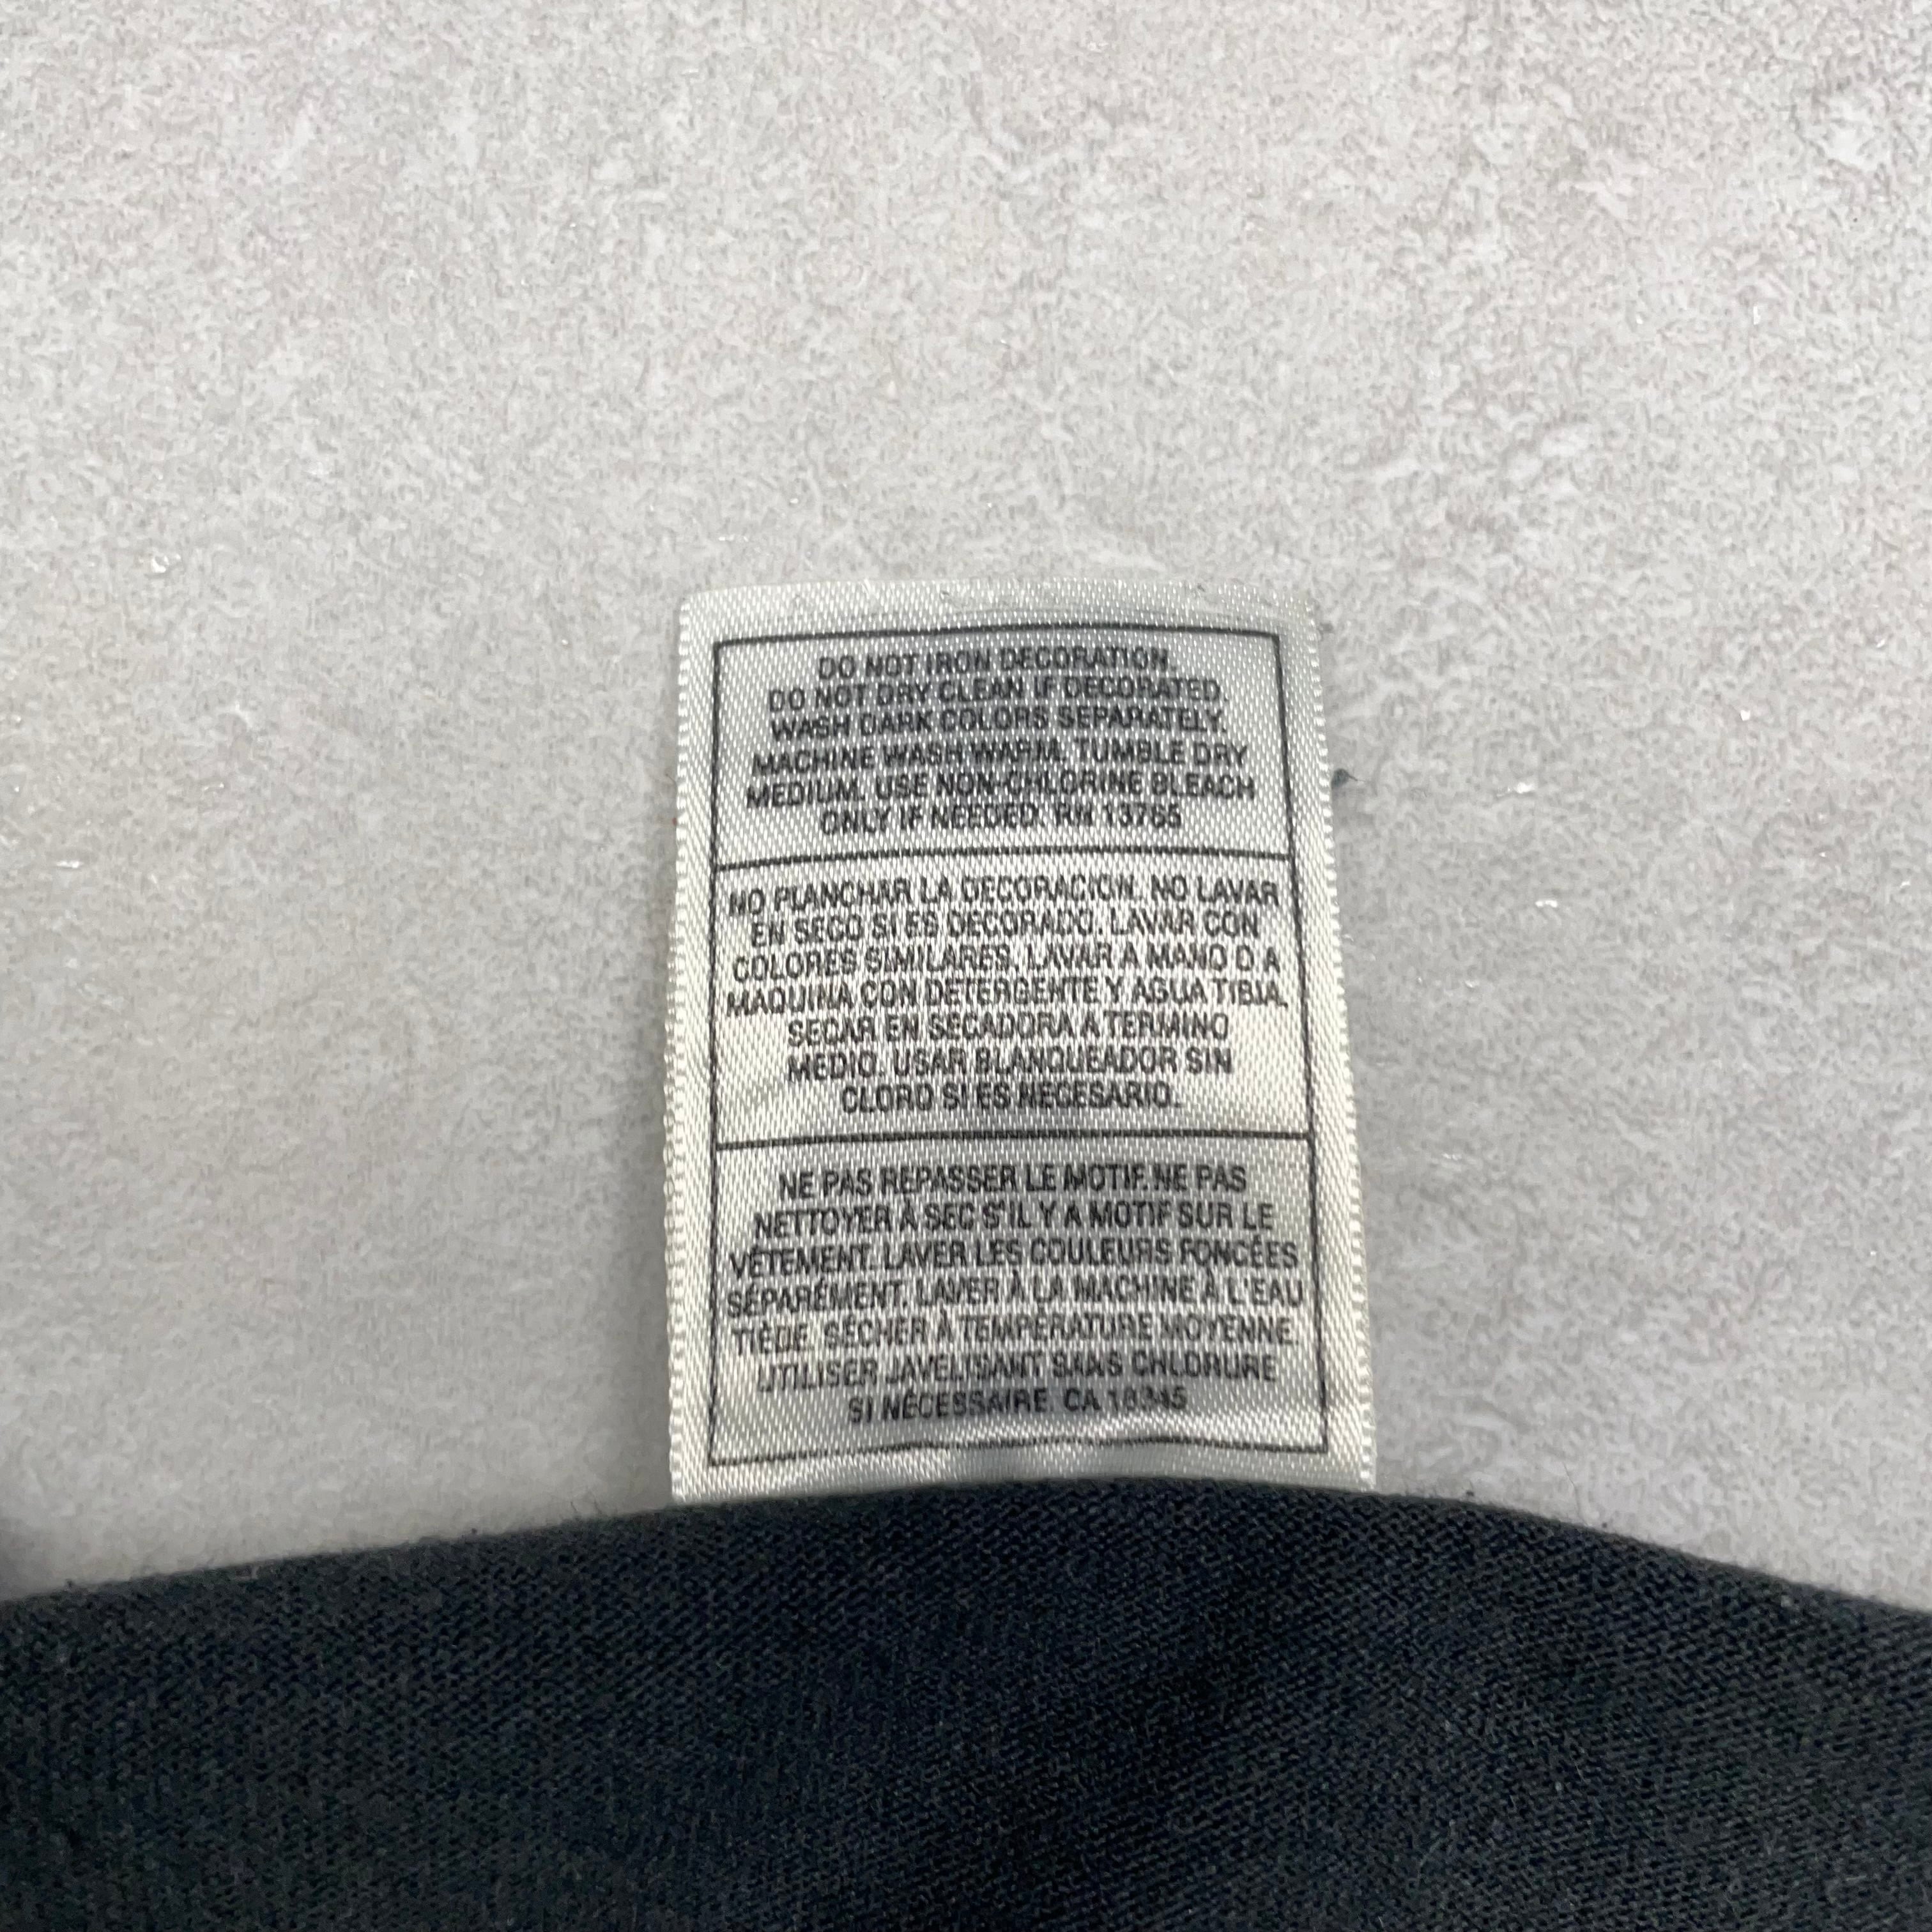 DO NOT IRON DECORATION.
DO NOT DRY CLEAN IF DECORATED
WASH DARK COLORS SEPARATELY.
MACHINE WASH WARM. TUMBLE DRY
MEDIUM. USE NON-CHLORINE BLEACH
ONLY IF NEEDED. RN 13765
NO PLANCHAR LA DECORACION. NO LAVAR
EN SECO SI ES DECORADO. LAVAR CON
COLORES SIMILARES. LAVAR A MANO O A
MAQUINA CON DETERGENTE Y AGUA TIBIA.
SECAR EN SECADORA A TERMINO
MEDIO. USAR BLANQUEADOR SIN
CLORO SI ES NECESARIO.
NE PAS REPASSER LE MOTIF. NE PAS
NETTOYER À SEC S'IL Y A MOTIF SUR LE
VÊTEMENT. LAVER LES COULEURS FONCÉES
SÉPARÉMENT. LAVER À LA MACHINE À L'EAU
TIÈDE. SÉCHER À TEMPÉRATURE MOYENNE.
UTILISER JAVELISANT SANS CHLORURE
SI NÉCESSAIRE. CA 18345